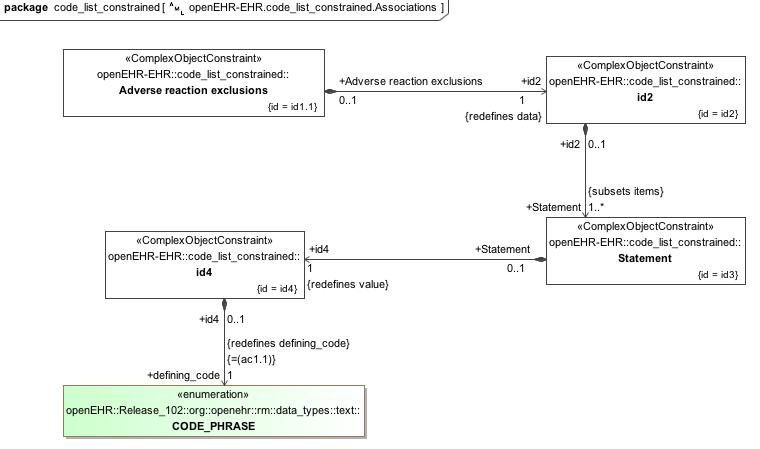 package code_list_constrained [ AML openEHR-EHR.code_list_constrained.Associations ]
«ComplexObjectConstraint»
openEHR-EHR::code_list_constrained::
Adverse reaction exclusions
{id = id1.1}
+Adverse reaction exclusions
0..1
+id2
1
{redefines data}
«ComplexObjectConstraint»
openEHR-EHR::code_list_constrained::
id2
{id = id2}
+id2 0..1
{subsets items}
+Statement 1..*
«ComplexObjectConstraint»
openEHR-EHR::code_list_constrained::
Statement
{id = id3}
+Statement
0..1
+id4
1
{redefines value}
«ComplexObjectConstraint»
openEHR-EHR::code_list_constrained::
id4
{id = id4}
+id4 0..1
{redefines defining_code}
{=(ac1.1)}
+defining_code 1
«enumeration»
openEHR::Release_102::org::openehr::rm::data_types::text::
CODE_PHRASE